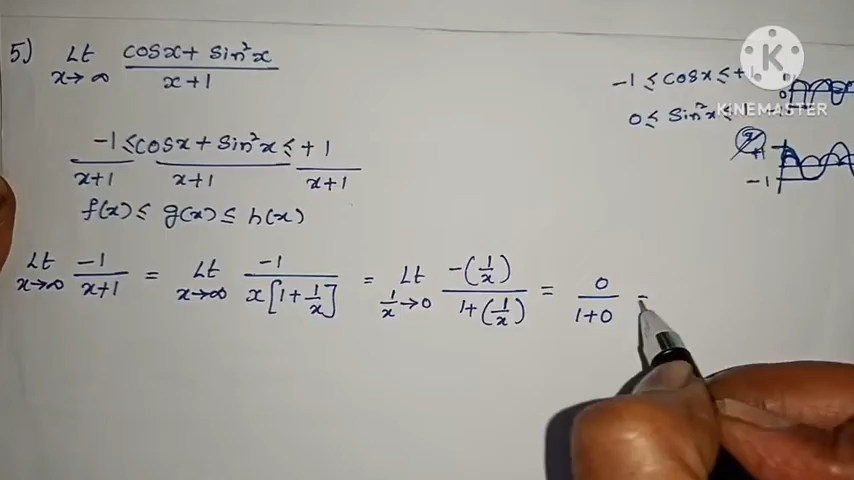 5) Lt x→∞ (cosx + sin²x)/(x+1)
-1 ≤ cosx ≤ +1
0 ≤ sin²x ≤ 1
KINEMASTER
-1/(x+1) ≤ (cosx + sin²x)/(x+1) ≤ +1/(x+1)
f(x) ≤ g(x) ≤ h(x)
Lt x→∞ -1/(x+1) = Lt x→∞ -1/(x[1+1/x]) = Lt 1/x→0 -(1/x)/(1+(1/x)) = 0/(1+0) =